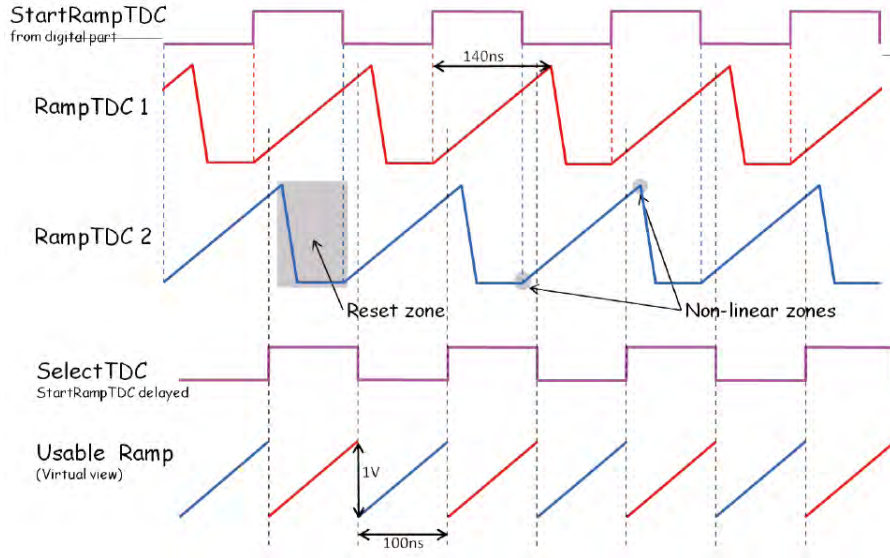 StartRampTDC
from digital part
140ns
RampTDC 1
RampTDC 2
Reset zone
Non-linear zones
SelectTDC
StartRampTDC delayed
Usable Ramp
(Virtual view)
1V
100ns